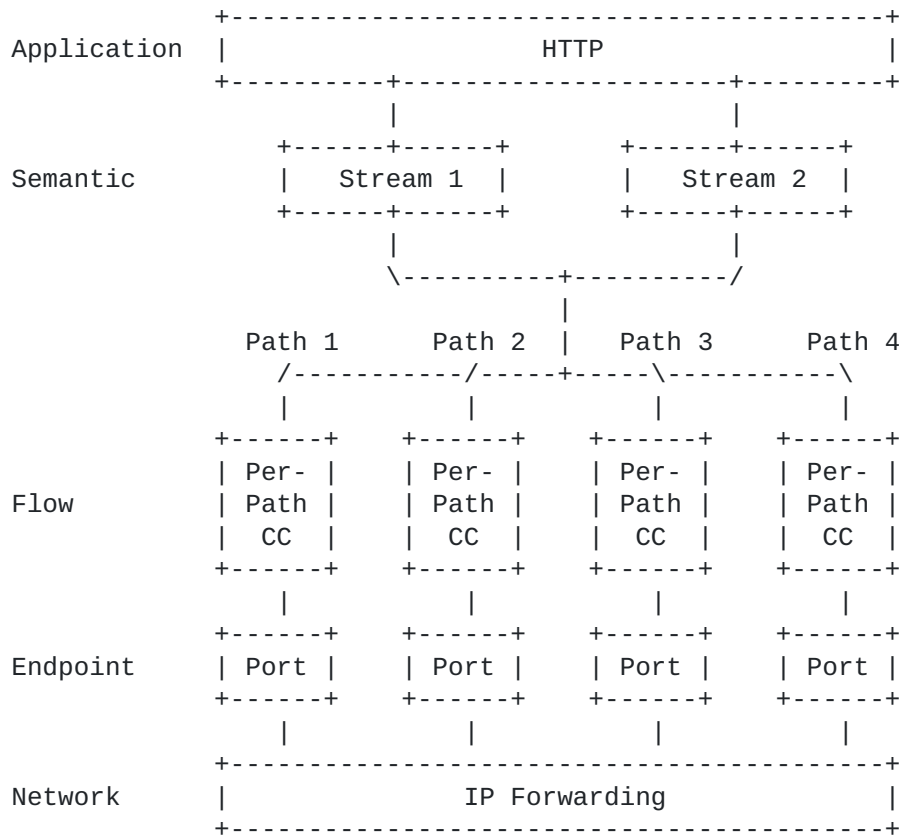 Application HTTP
Semantic Stream 1 Stream 2
Path 1 Path 2 Path 3 Path 4
Per- Per- Per- Per-
Flow Path Path Path Path
CC CC CC CC
Endpoint Port Port Port Port
Network IP Forwarding